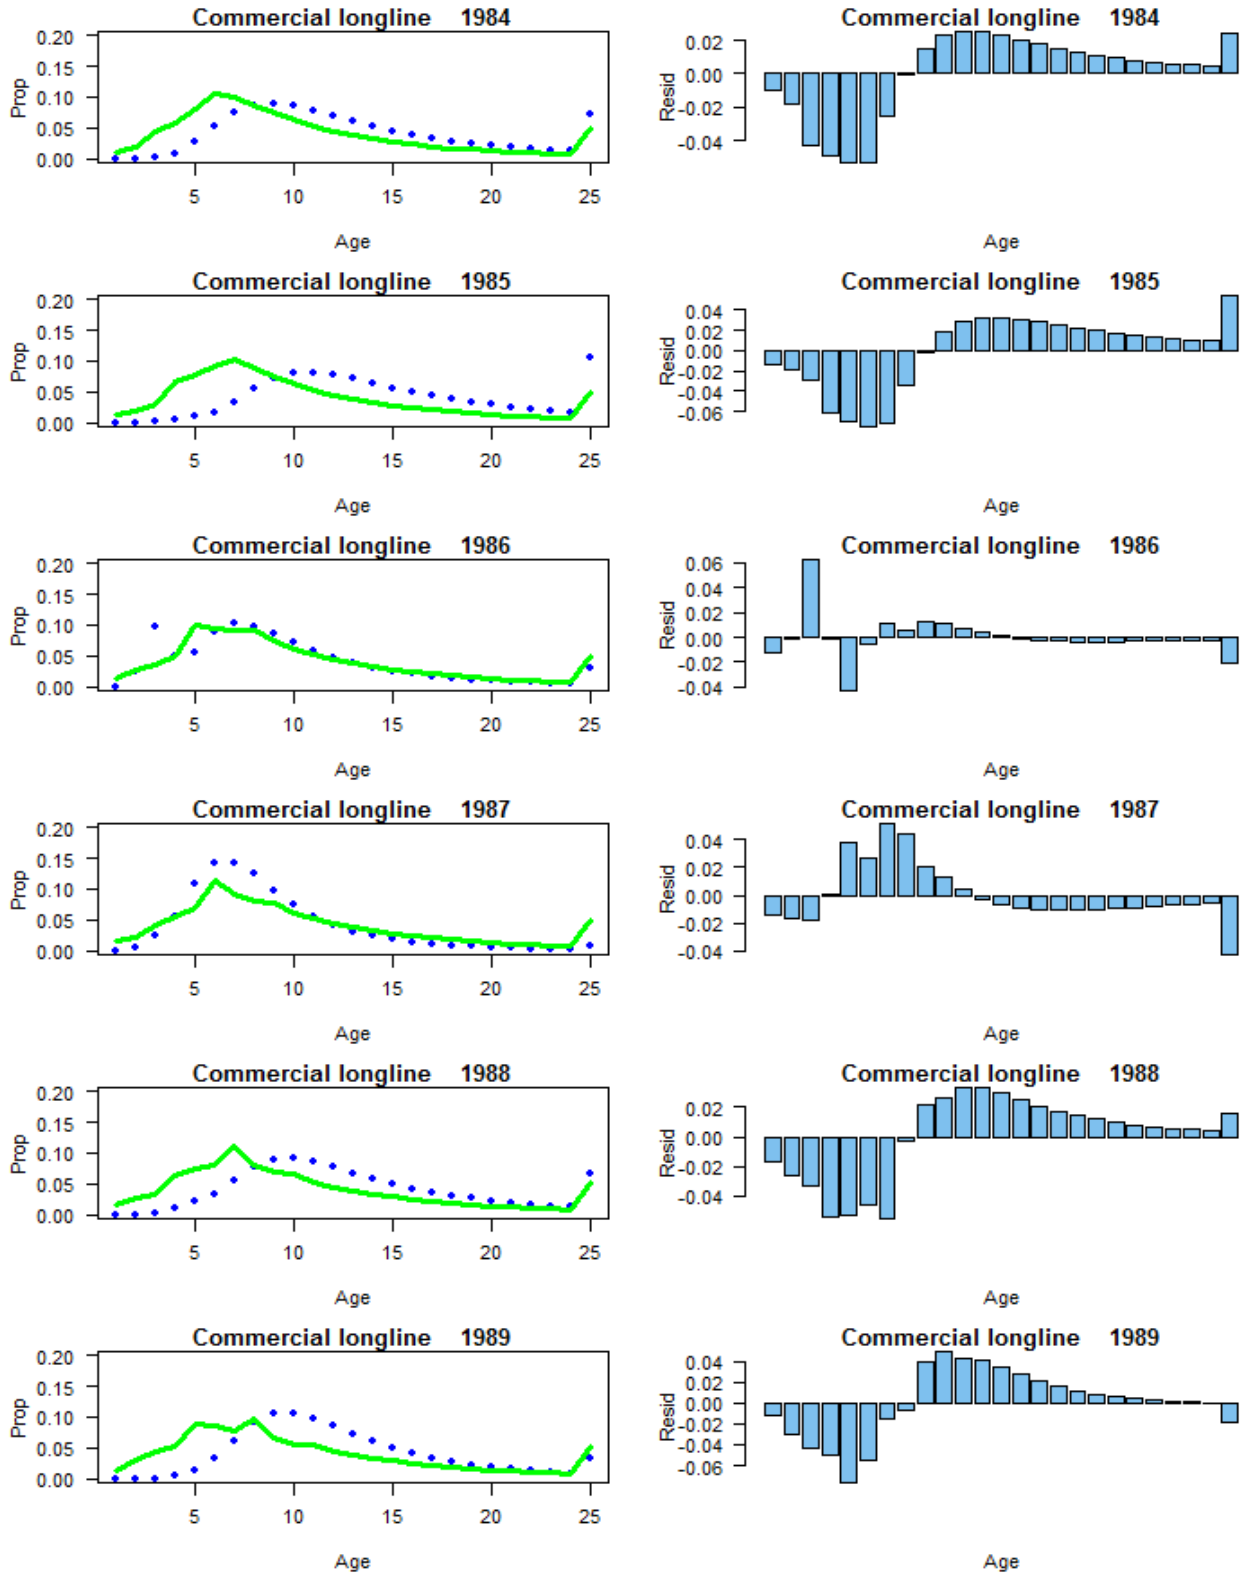 Commercial longline 1984
Prop
0.20
0.15
0.10
0.05
0.00
5 10 15 20 25
Age
Commercial longline 1984
Resid
0.02
0.00
-0.02
-0.04
Age
Commercial longline 1985
Prop
0.20
0.15
0.10
0.05
0.00
5 10 15 20 25
Age
Commercial longline 1985
Resid
0.04
0.02
0.00
-0.02
-0.04
-0.06
Age
Commercial longline 1986
Prop
0.20
0.15
0.10
0.05
0.00
5 10 15 20 25
Age
Commercial longline 1986
Resid
0.06
0.04
0.02
0.00
-0.02
-0.04
Age
Commercial longline 1987
Prop
0.20
0.15
0.10
0.05
0.00
5 10 15 20 25
Age
Commercial longline 1987
Resid
0.04
0.02
0.00
-0.02
-0.04
Age
Commercial longline 1988
Prop
0.20
0.15
0.10
0.05
0.00
5 10 15 20 25
Age
Commercial longline 1988
Resid
0.02
0.00
-0.02
-0.04
Age
Commercial longline 1989
Prop
0.20
0.15
0.10
0.05
0.00
5 10 15 20 25
Age
Commercial longline 1989
Resid
0.04
0.02
0.00
-0.02
-0.04
-0.06
Age